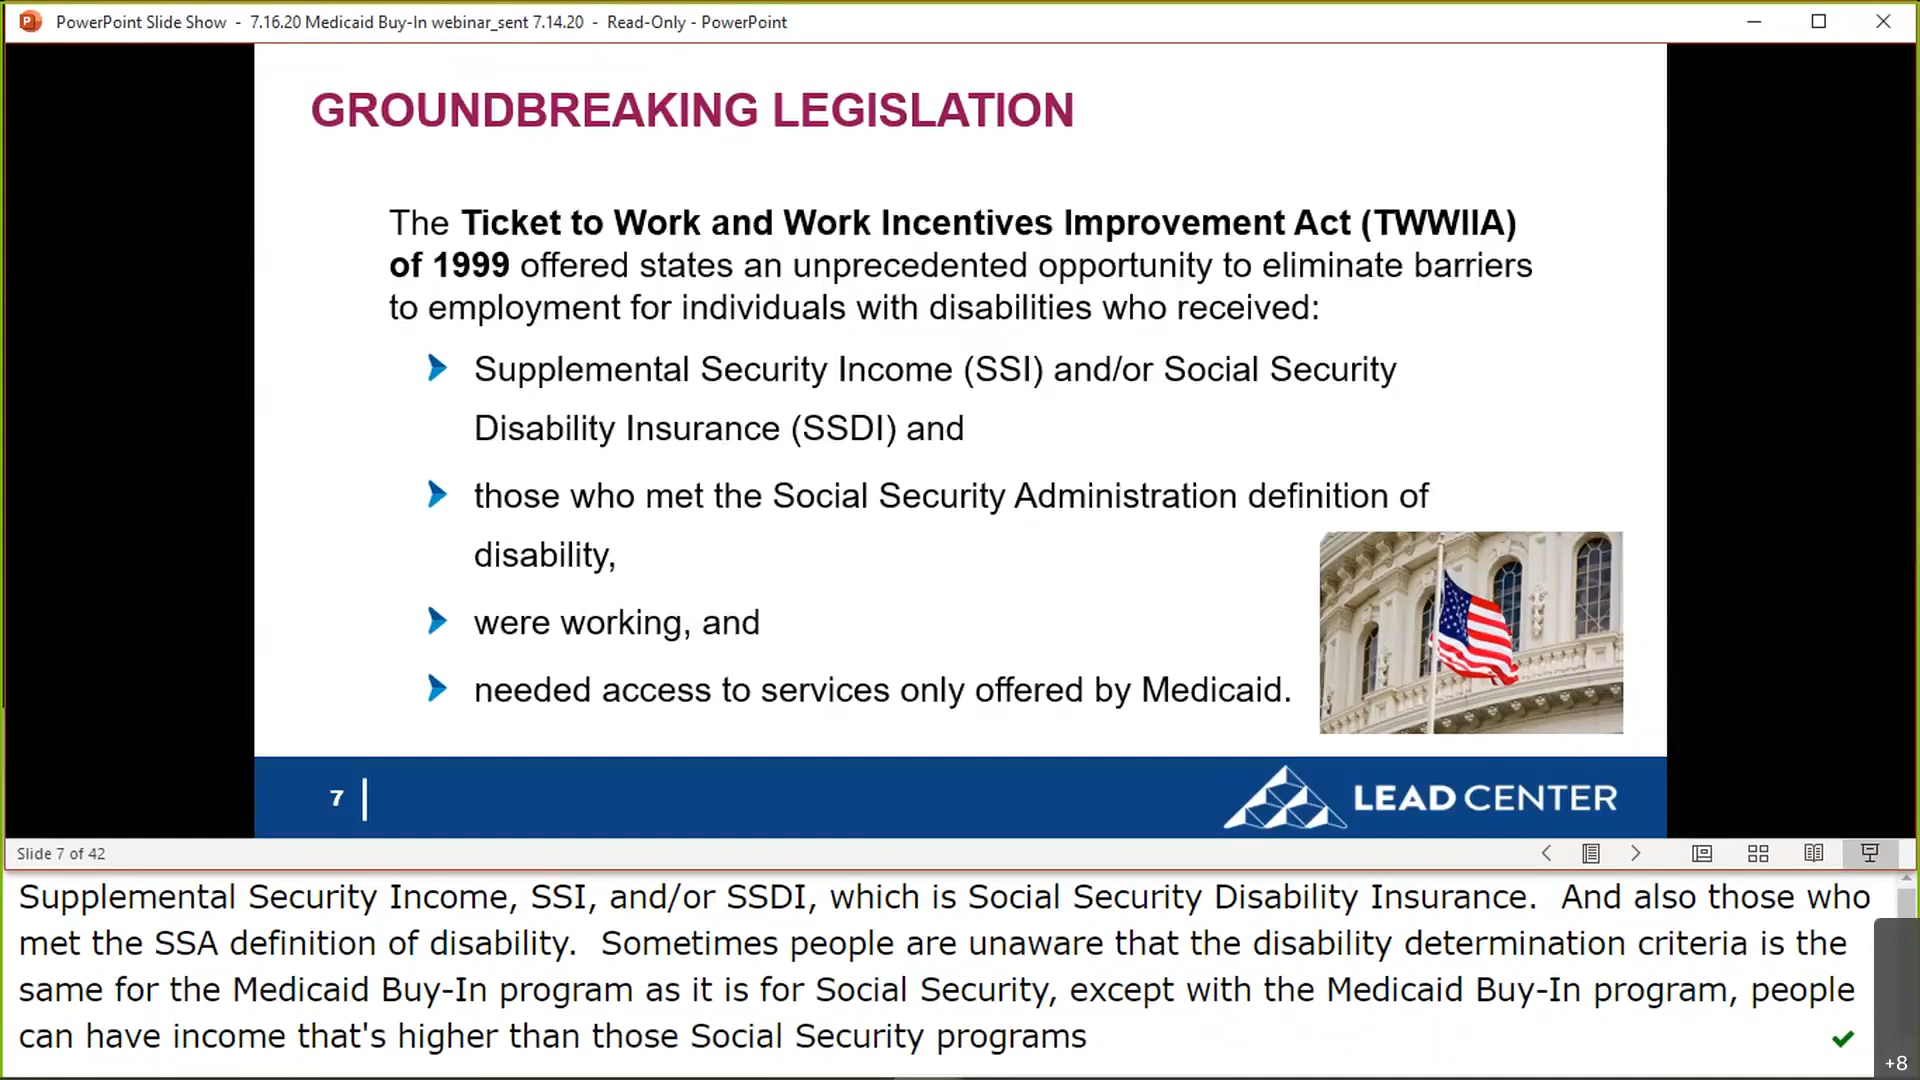 PowerPoint Slide Show - 7.16.20 Medicaid Buy-In webinar_sent 7.14.20 - Read-Only - PowerPoint
GROUNDBREAKING LEGISLATION
The Ticket to Work and Work Incentives Improvement Act (TWWIIA)
of 1999 offered states an unprecedented opportunity to eliminate barriers
to employment for individuals with disabilities who received:
Supplemental Security Income (SSI) and/or Social Security
Disability Insurance (SSDI) and
those who met the Social Security Administration definition of
disability,
were working, and
needed access to services only offered by Medicaid.
7
LEAD CENTER
Slide 7 of 42
Supplemental Security Income, SSI, and/or SSDI, which is Social Security Disability Insurance.  And also those who
met the SSA definition of disability.  Sometimes people are unaware that the disability determination criteria is the
same for the Medicaid Buy-In program as it is for Social Security, except with the Medicaid Buy-In program, people
can have income that's higher than those Social Security programs
+8